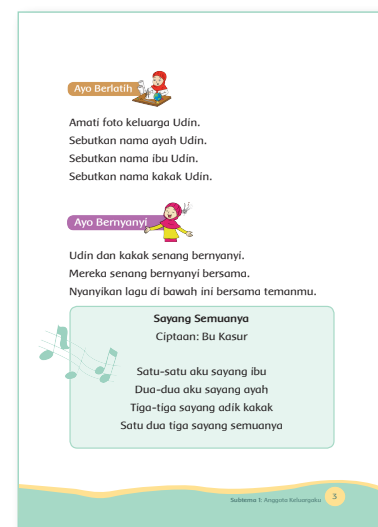 Ayo Berlatih
Amati foto keluarga Udin.
Sebutkan nama ayah Udin.
Sebutkan nama ibu Udin.
Sebutkan nama kakak Udin.
Ayo Bernyanyi
Udin dan kakak senang bernyanyi.
Mereka senang bernyanyi bersama.
Nyanyikan lagu di bawah ini bersama temanmu.
Sayang Semuanya
Ciptaan: Bu Kasur
Satu-satu aku sayang ibu
Dua-dua aku sayang ayah
Tiga-tiga sayang adik kakak
Satu dua tiga sayang semuanya
Subtema 1: Anggota Keluargaku
3